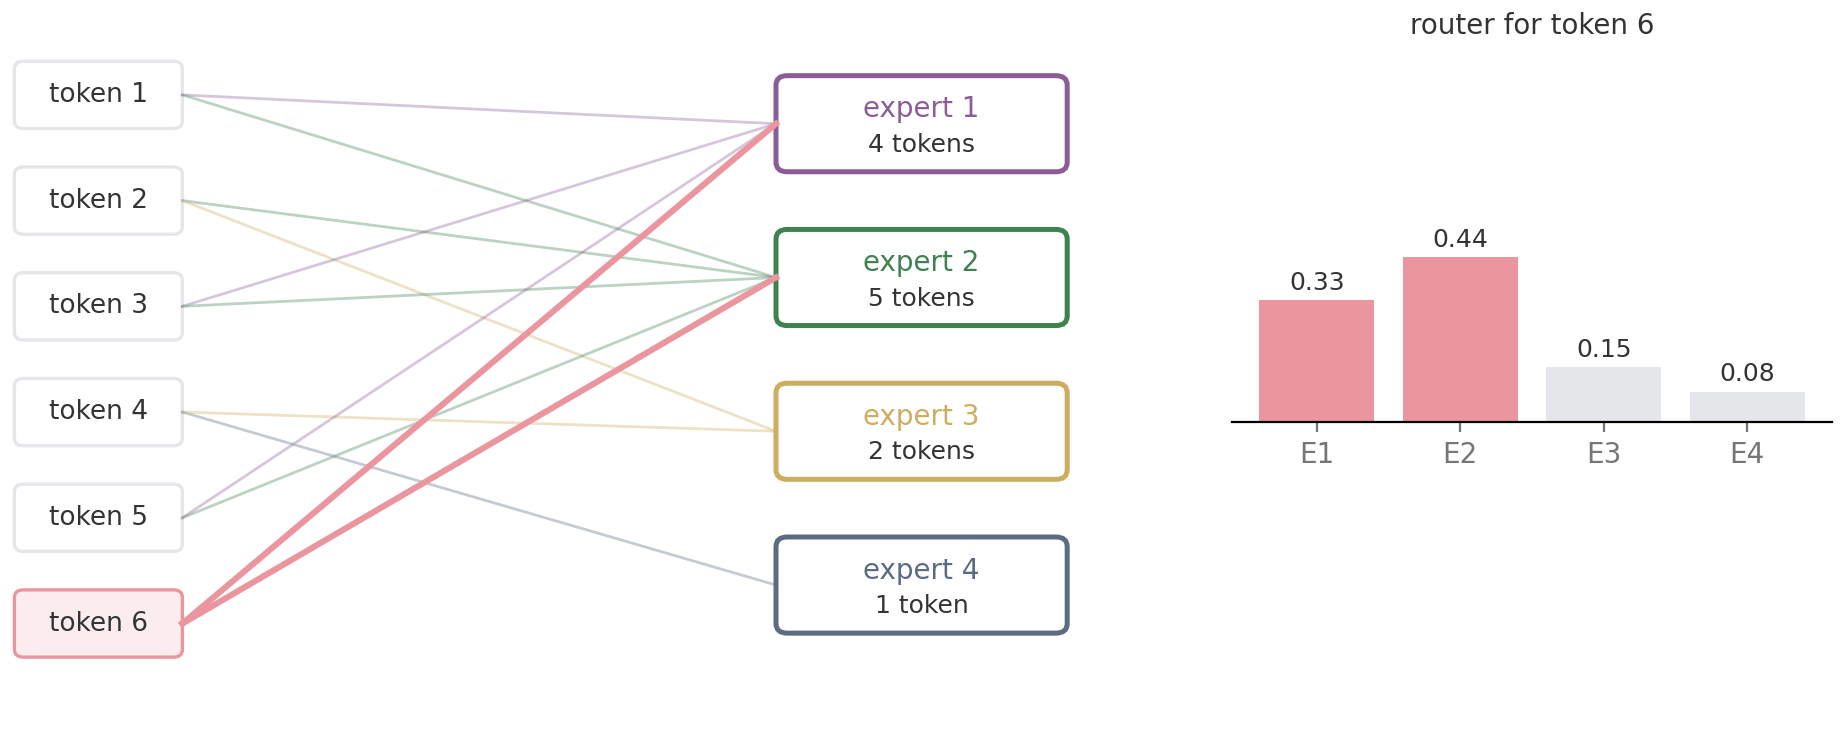 token 1
token 2
token 3
token 4
token 5
token 6
expert 1
4 tokens
expert 2
5 tokens
expert 3
2 tokens
expert 4
1 token
router for token 6
0.33
0.44
0.15
0.08
E1
E2
E3
E4